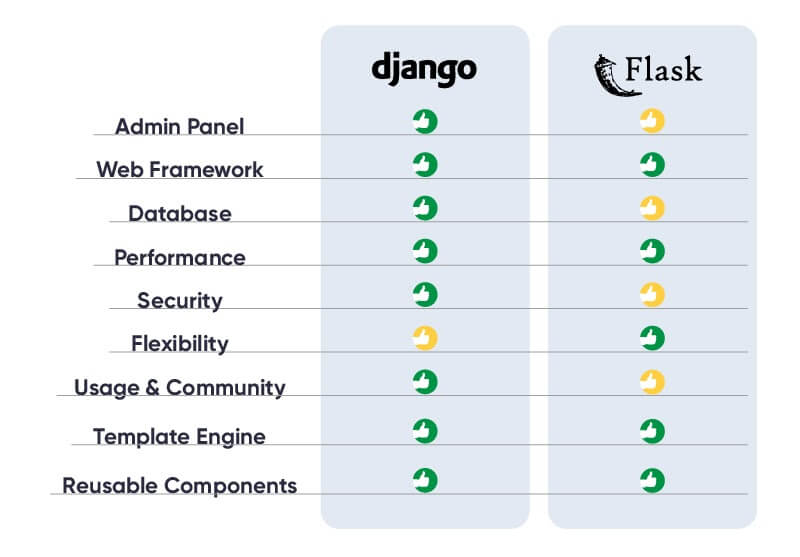 django
Flask
Admin Panel
Web Framework
Database
Performance
Security
Flexibility
Usage & Community
Template Engine
Reusable Components